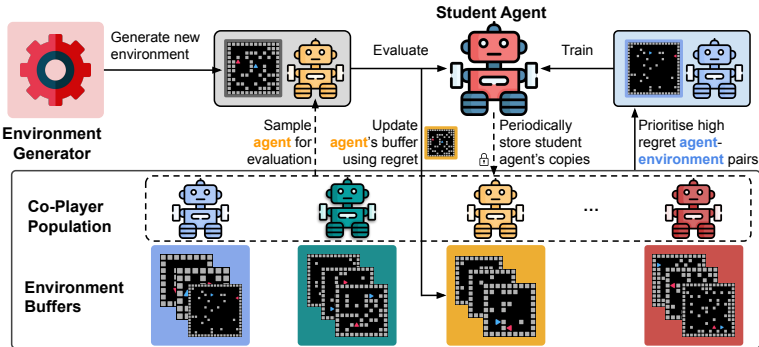 Student Agent
Generate new
environment
Evaluate
Train
Environment
Generator
Sample
agent for
evaluation
Update
agent's buffer
using regret
Periodically
store student
agent's copies
Prioritise high
regret agent-
environment pairs
Co-Player
Population
...
Environment
Buffers